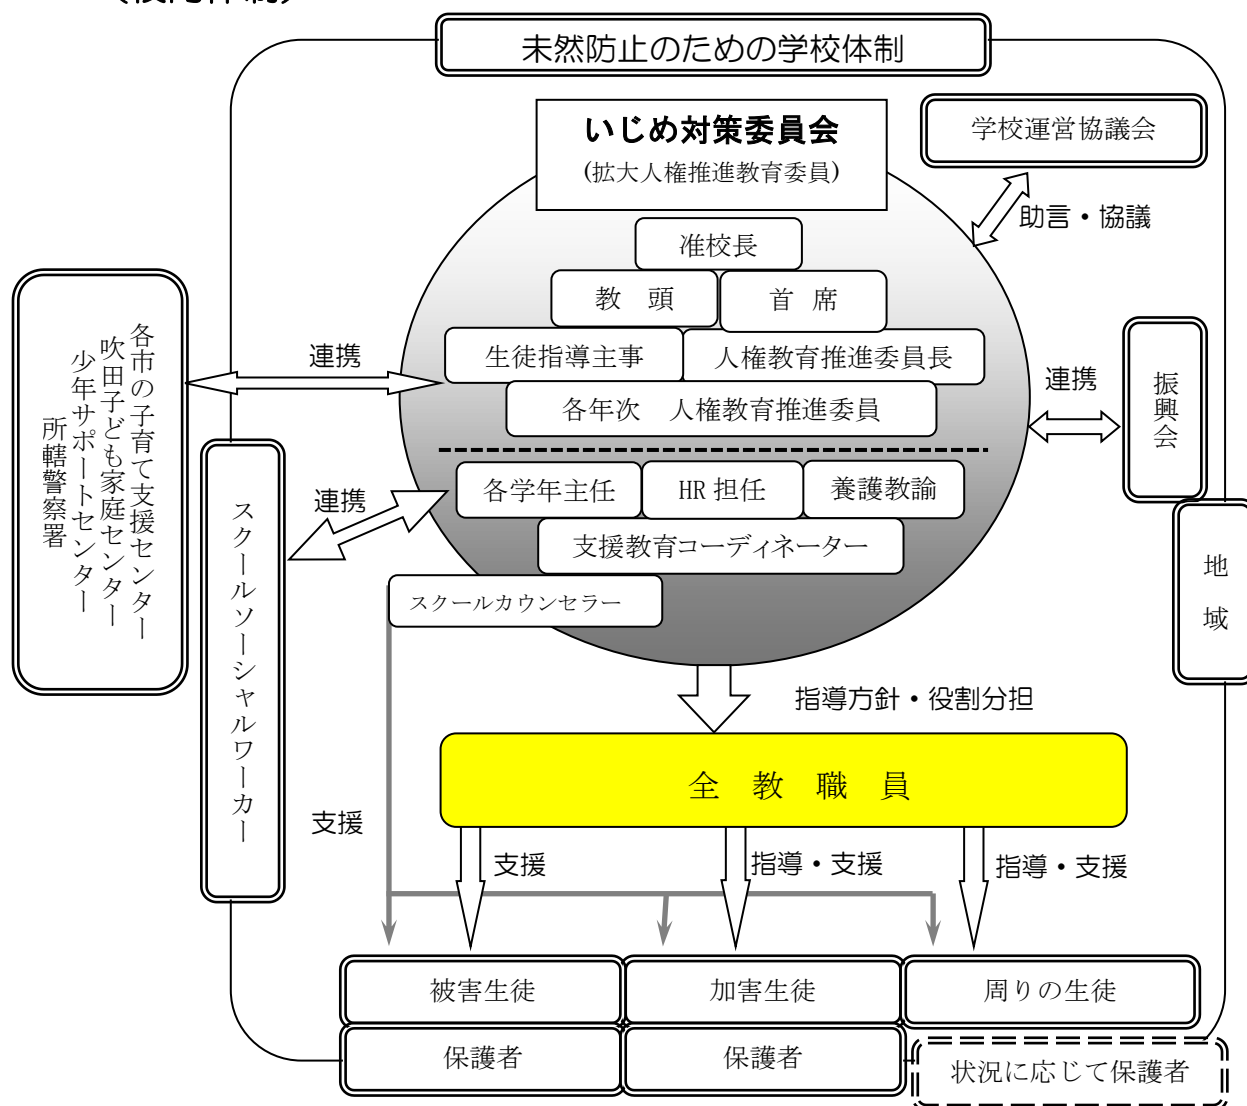 未然防止のための学校体制
いじめ対策委員会
(拡大人権推進教育委員)
学校運営協議会
助言・協議
准校長
教 頭
首 席
生徒指導主事
人権教育推進委員長
各年次 人権教育推進委員
各学年主任
HR 担任
養護教諭
支援教育コーディネーター
スクールカウンセラー
連携
各市の子育て支援センター
吹田子ども家庭センター
少年サポートセンター
所轄警察署
連携
スクールソーシャルワーカー
連携
振興会
地域
指導方針・役割分担
全 教 職 員
支援
支援
指導・支援
指導・支援
被害生徒
加害生徒
周りの生徒
保護者
保護者
状況に応じて保護者